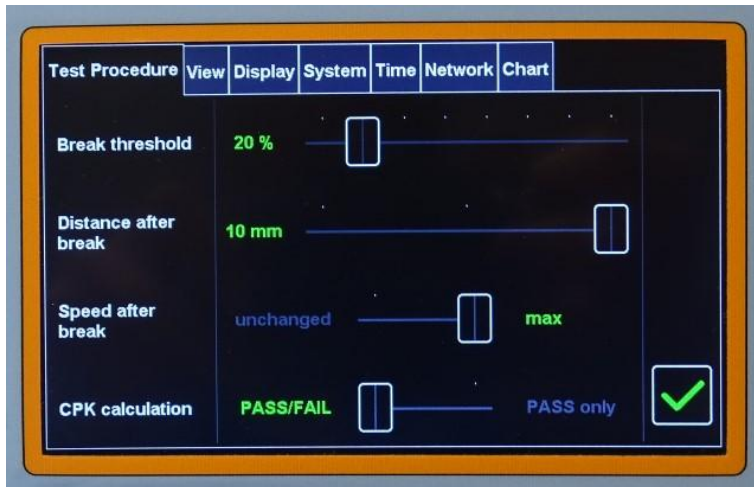 Test Procedure View Display System Time Network Chart
Break threshold 20 %
Distance after
break
10 mm
Speed after
break
unchanged max
CPK calculation PASS/FAIL PASS only